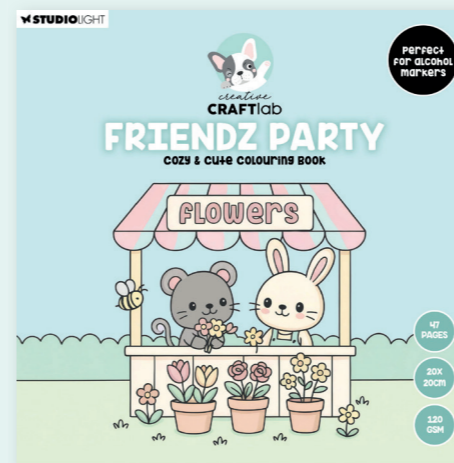 STUDIOLIGHT
Perfect
for alcohol
markers
creative
CRAFTlab
FRIENDZ PARTY
Cozy & Cute Colouring Book
FLOWERS
47
PAGES
20X
20cm
120
GSM